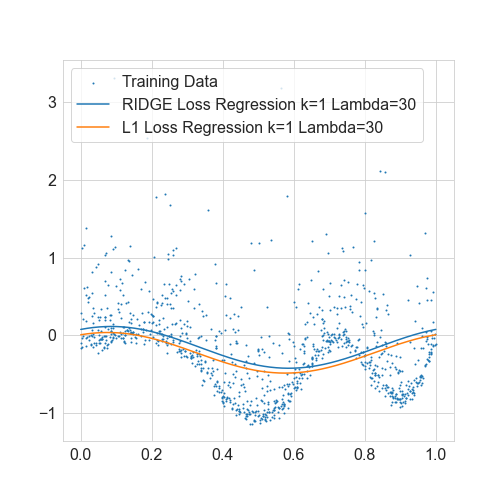 Training Data
RIDGE Loss Regression k=1 Lambda=30
L1 Loss Regression k=1 Lambda=30
3
2
1
0
−1
0.0 0.2 0.4 0.6 0.8 1.0